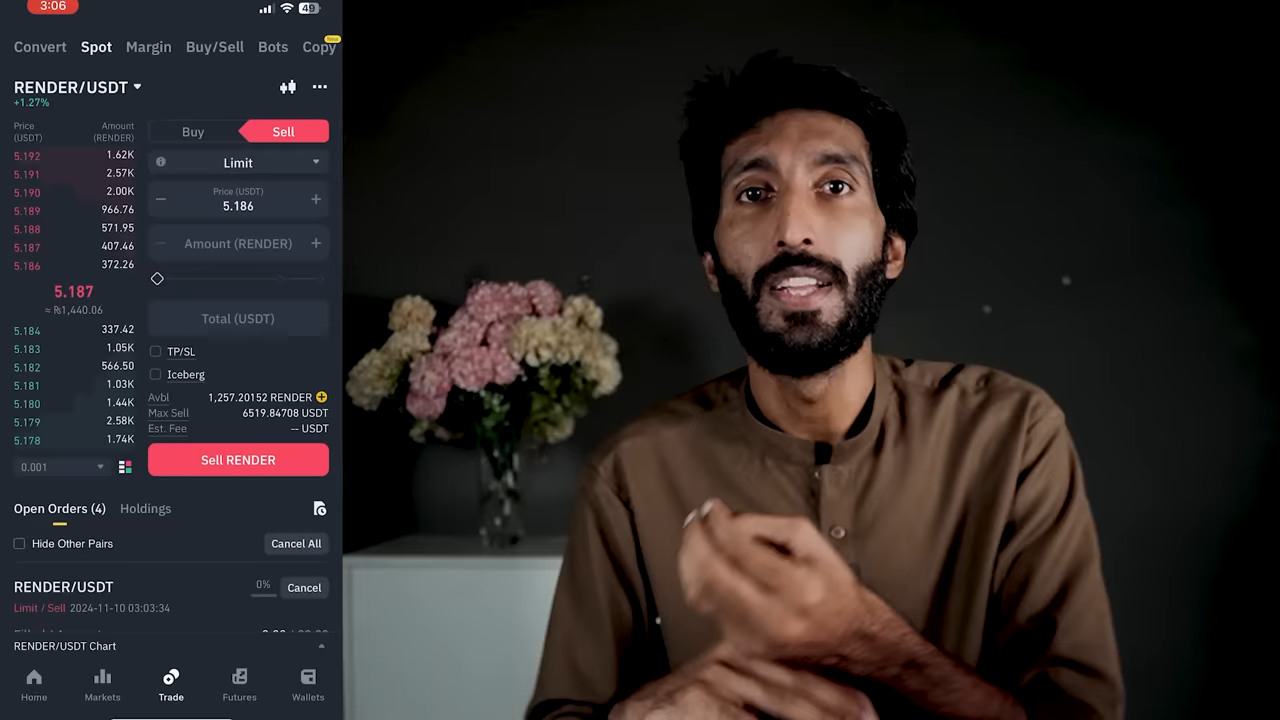 3:06
49
Convert Spot Margin Buy/Sell Bots Copy
New
RENDER/USDT
+1.27%
Price (USDT) Amount (RENDER)
Buy Sell
5.192 1.62K
5.191 2.57K
5.190 2.00K
5.189 966.76
5.188 571.95
5.187 407.46
5.186 372.26
5.187
≈ ₨1,440.06
5.184 337.42
5.183 1.05K
5.182 566.50
5.181 1.03K
5.180 1.44K
5.179 2.58K
5.178 1.74K
0.001
Limit
Price (USDT)
5.186
Amount (RENDER)
Total (USDT)
TP/SL
Iceberg
Avbl 1,257.20152 RENDER
Max Sell 6519.84708 USDT
Est. Fee -- USDT
Sell RENDER
Open Orders (4) Holdings
Hide Other Pairs Cancel All
RENDER/USDT 0% Cancel
Limit / Sell 2024-11-10 03:03:34
RENDER/USDT Chart
Home Markets Trade Futures Wallets